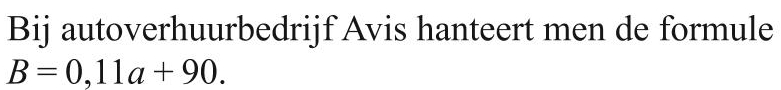 Bij autoverhuurbedrijf Avis hanteert men de formule
B = 0,11a + 90.